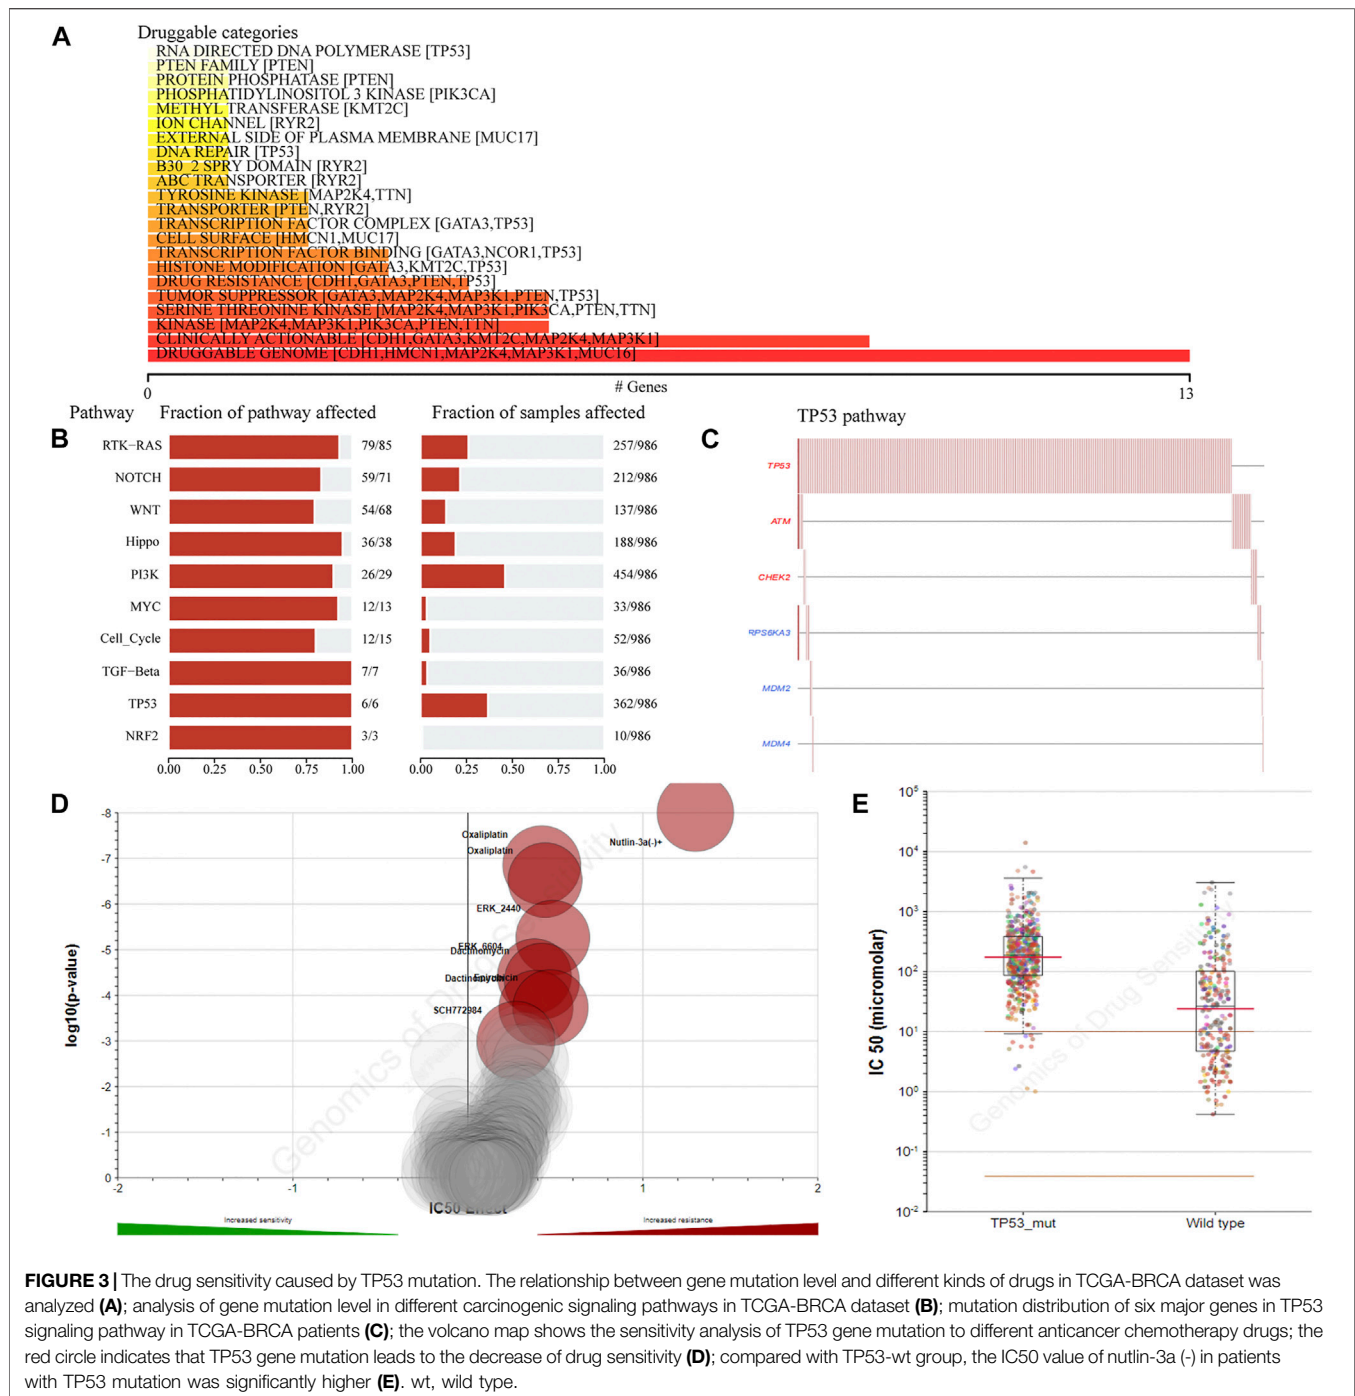 A
Druggable categories
RNA DIRECTED DNA POLYMERASE [TP53]
PTEN FAMILY [PTEN]
PROTEIN PHOSPHATASE [PTEN]
PHOSPHATIDYLINOSITOL 3 KINASE [PIK3CA]
METHYL TRANSFERASE [KMT2C]
ION CHANNEL [RYR2]
EXTERNAL SIDE OF PLASMA MEMBRANE [MUC17]
DNA REPAIR [TP53]
B30_2 SPRY DOMAIN [RYR2]
ABC TRANSPORTER [RYR2]
TYROSINE KINASE [MAP2K4,TTN]
TRANSPORTER [PTEN,RYR2]
TRANSCRIPTION FACTOR COMPLEX [GATA3,TP53]
CELL SURFACE [HMCN1,MUC17]
TRANSCRIPTION FACTOR BINDING [GATA3,NCOR1,TP53]
HISTONE MODIFICATION [GATA3,KMT2C,TP53]
DRUG RESISTANCE [CDH1,GATA3,PTEN,TP53]
TUMOR SUPPRESSOR [GATA3,MAP2K4,MAP3K1,PTEN,TP53]
SERINE THREONINE KINASE [MAP2K4,MAP3K1,PIK3CA,PTEN,TTN]
KINASE [MAP2K4,MAP3K1,PIK3CA,PTEN,TTN]
CLINICALLY ACTIONABLE [CDH1,GATA3,KMT2C,MAP2K4,MAP3K1]
DRUGGABLE GENOME [CDH1,HMCN1,MAP2K4,MAP3K1,MUC16]
0 # Genes 13
B
Pathway Fraction of pathway affected Fraction of samples affected
RTK−RAS 79/85 257/986
NOTCH 59/71 212/986
WNT 54/68 137/986
Hippo 36/38 188/986
PI3K 26/29 454/986
MYC 12/13 33/986
Cell_Cycle 12/15 52/986
TGF−Beta 7/7 36/986
TP53 6/6 362/986
NRF2 3/3 10/986
0.00 0.25 0.50 0.75 1.00 0.00 0.25 0.50 0.75 1.00
C
TP53 pathway
TP53
ATM
CHEK2
RPS6KA3
MDM2
MDM4
D
log10(p-value)
-8
-7
-6
-5
-4
-3
-2
-1
0
Oxaliplatin
Nutlin-3a(-)+
Oxaliplatin
ERK_2440
ERK_6604
Dactinomycin
Dactinomycin
Epirubicin
SCH772984
Genomics of Drug Sensitivity
-2 -1 1 2
IC50 Effect
Increased sensitivity Increased resistance
E
IC 50 (micromolar)
10^5
10^4
10^3
10^2
10^1
10^0
10^-1
10^-2
Genomics of Drug Sensitivity
TP53_mut Wild type
FIGURE 3 | The drug sensitivity caused by TP53 mutation. The relationship between gene mutation level and different kinds of drugs in TCGA-BRCA dataset was
analyzed (A); analysis of gene mutation level in different carcinogenic signaling pathways in TCGA-BRCA dataset (B); mutation distribution of six major genes in TP53
signaling pathway in TCGA-BRCA patients (C); the volcano map shows the sensitivity analysis of TP53 gene mutation to different anticancer chemotherapy drugs; the
red circle indicates that TP53 gene mutation leads to the decrease of drug sensitivity (D); compared with TP53-wt group, the IC50 value of nutlin-3a (-) in patients
with TP53 mutation was significantly higher (E). wt, wild type.